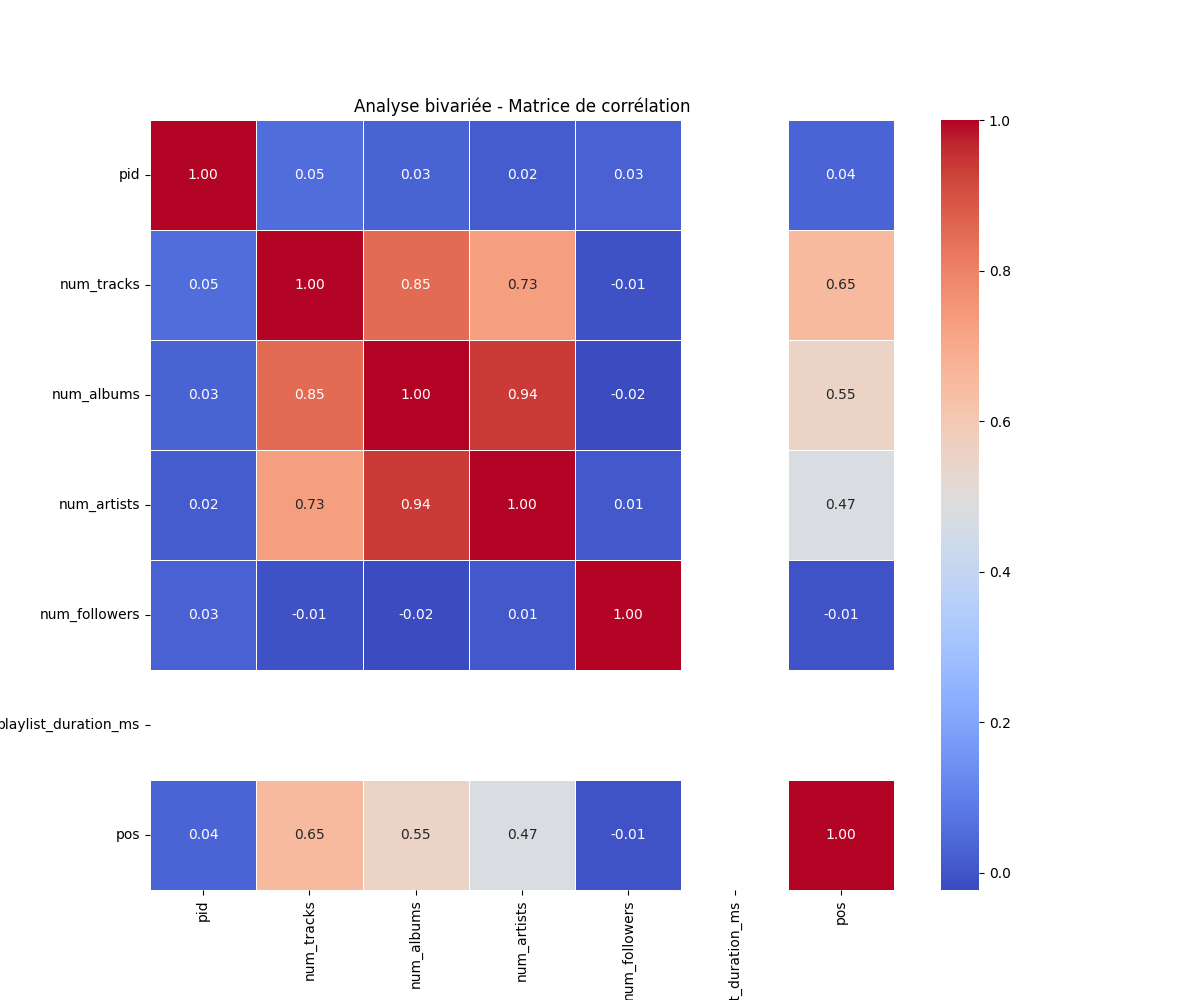 Analyse bivariée - Matrice de corrélation
pid 1.00 0.05 0.03 0.02 0.03 0.04
num_tracks 0.05 1.00 0.85 0.73 -0.01 0.65
num_albums 0.03 0.85 1.00 0.94 -0.02 0.55
num_artists 0.02 0.73 0.94 1.00 0.01 0.47
num_followers 0.03 -0.01 -0.02 0.01 1.00 -0.01
playlist_duration_ms
pos 0.04 0.65 0.55 0.47 -0.01 1.00
pid
num_tracks
num_albums
num_artists
num_followers
t_duration_ms
pos
1.0
0.8
0.6
0.4
0.2
0.0